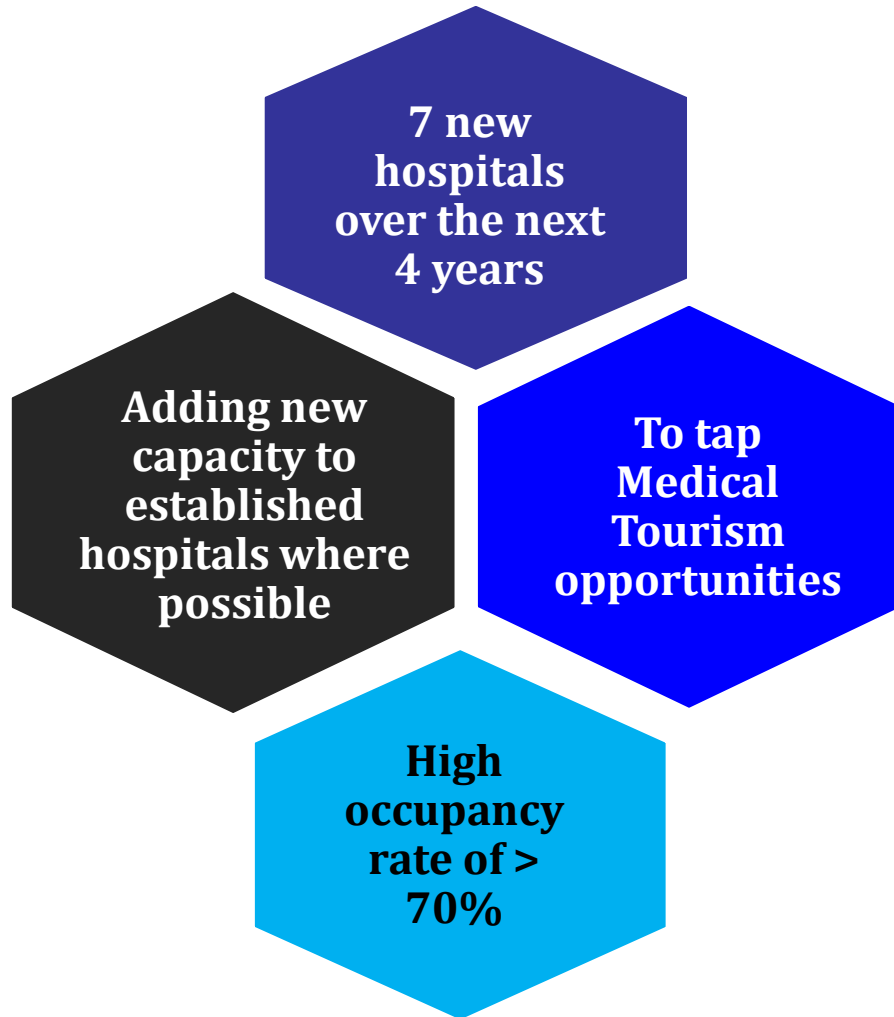 7 new
hospitals
over the next
4 years
Adding new
capacity to
established
hospitals where
possible
To tap
Medical
Tourism
opportunities
High
occupancy
rate of >
70%